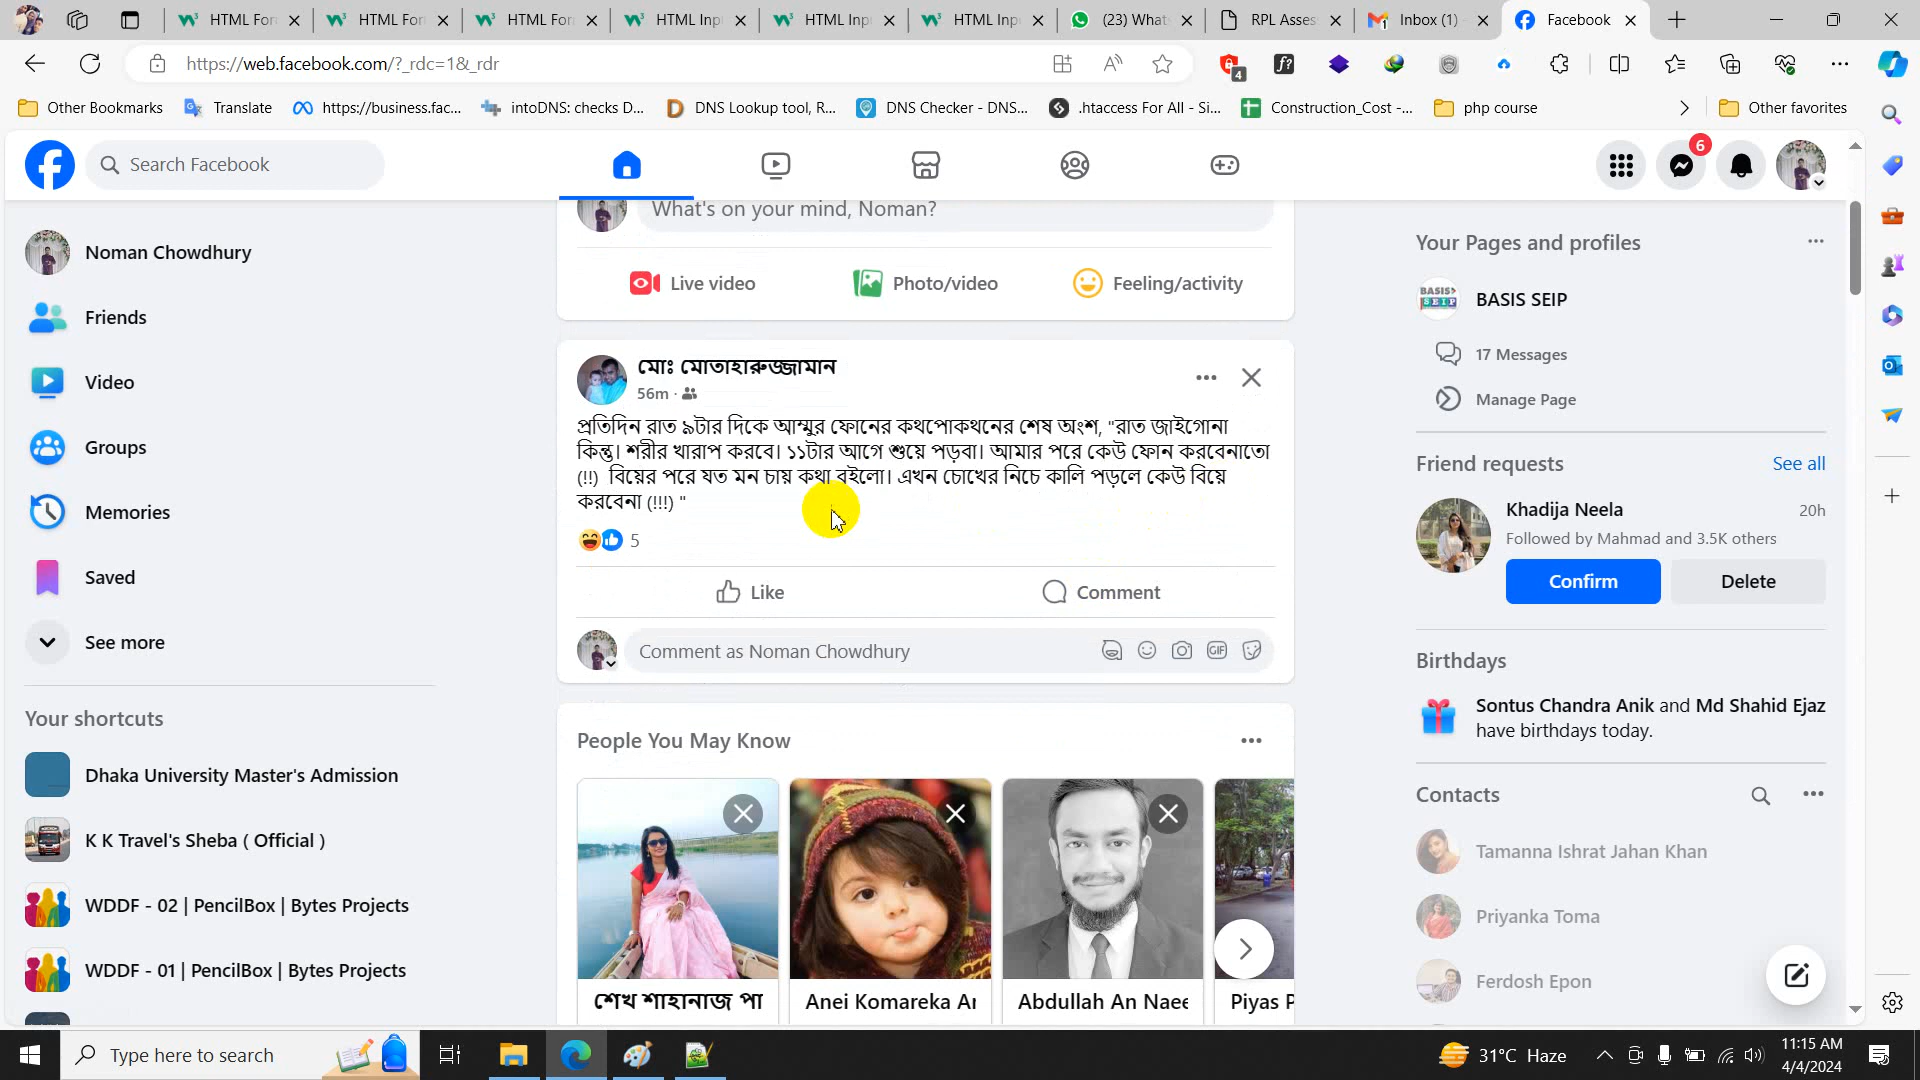 HTML For
HTML For
HTML For
HTML Inp
HTML Inp
HTML Inp
(23) What
RPL Asses
Inbox (1)
Facebook
https://web.facebook.com/?_rdc=1&_rdr
4
Other Bookmarks
Translate
https://business.fac...
intoDNS: checks D...
DNS Lookup tool, R...
DNS Checker - DNS...
.htaccess For All - Si...
Construction_Cost -...
php course
Other favorites
Search Facebook
6
What's on your mind, Noman?
Live video
Photo/video
Feeling/activity
Noman Chowdhury
Friends
Video
Groups
Memories
Saved
See more
Your shortcuts
Dhaka University Master's Admission
K K Travel's Sheba ( Official )
WDDF - 02 | PencilBox | Bytes Projects
WDDF - 01 | PencilBox | Bytes Projects
মোঃ মোতাহারুজ্জামান
56m
প্রতিদিন রাত ৯টার দিকে আম্মুর ফোনের কথপোকথনের শেষ অংশ, "রাত জাইগোনা
কিন্তু। শরীর খারাপ করবে। ১১টার আগে শুয়ে পড়বা। আমার পরে কেউ ফোন করবেনাতো
(!!) বিয়ের পরে যত মন চায় কথা বইলো। এখন চোখের নিচে কালি পড়লে কেউ বিয়ে
করবেনা (!!!) "
5
Like
Comment
Comment as Noman Chowdhury
GIF
People You May Know
শেখ শাহানাজ পা
Anei Komareka Ar
Abdullah An Naee
Piyas P
Your Pages and profiles
BASIS SEIP
BASIS SEIP
17 Messages
Manage Page
Friend requests
See all
Khadija Neela
20h
Followed by Mahmad and 3.5K others
Confirm
Delete
Birthdays
Sontus Chandra Anik and Md Shahid Ejaz
have birthdays today.
Contacts
Tamanna Ishrat Jahan Khan
Priyanka Toma
Ferdosh Epon
Type here to search
31°C Haze
11:15 AM
4/4/2024